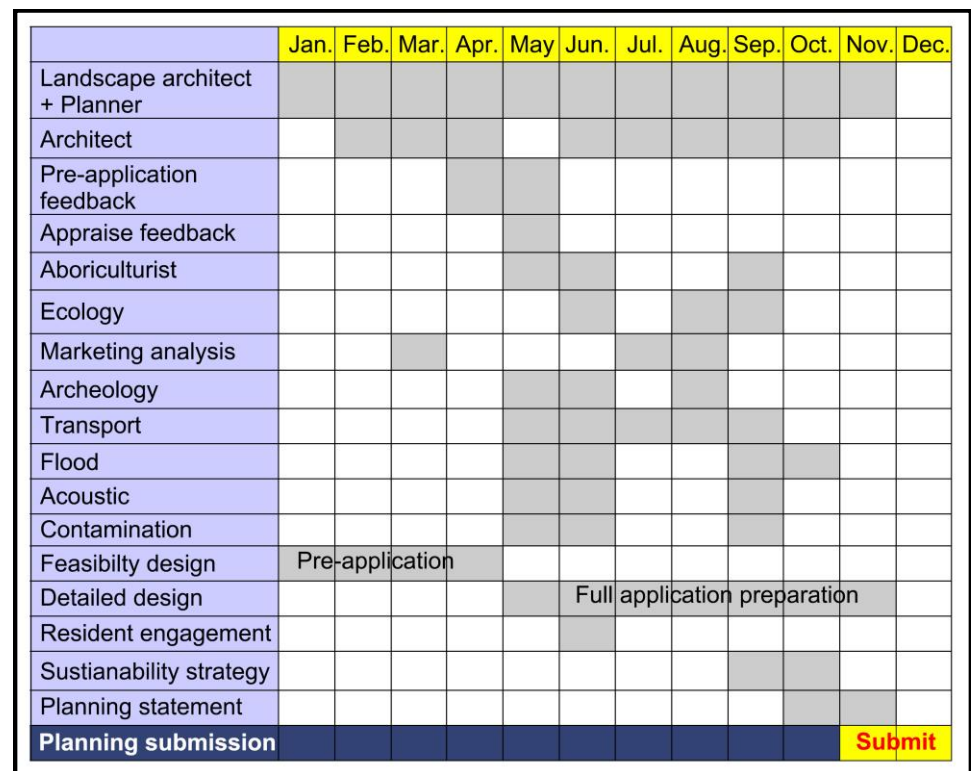 Jan. Feb. Mar. Apr. May Jun. Jul. Aug. Sep. Oct. Nov. Dec.
Landscape architect
+ Planner
Architect
Pre-application
feedback
Appraise feedback
Aboriculturist
Ecology
Marketing analysis
Archeology
Transport
Flood
Acoustic
Contamination
Feasibilty design Pre-application
Detailed design Full application preparation
Resident engagement
Sustianability strategy
Planning statement
Planning submission Submit